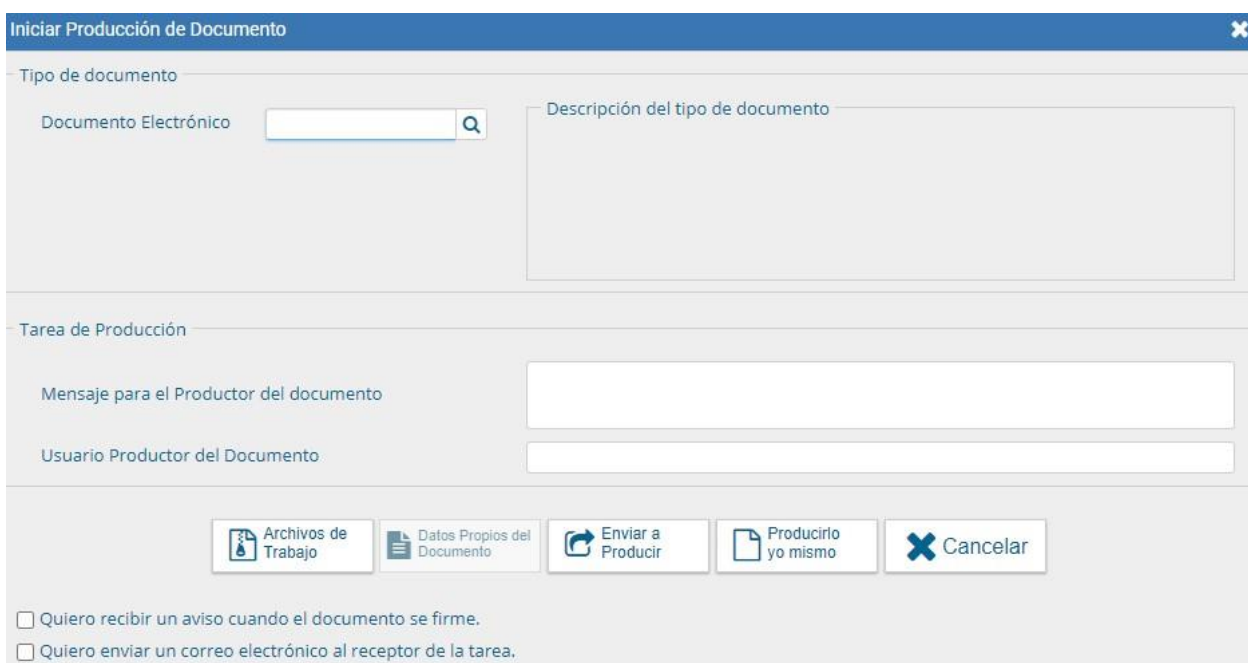 Iniciar Producción de Documento
Tipo de documento
Documento Electrónico
Descripción del tipo de documento
Tarea de Producción
Mensaje para el Productor del documento
Usuario Productor del Documento
Archivos de
Trabajo
Datos Propios del
Documento
Enviar a
Producir
Producirlo
yo mismo
Cancelar
Quiero recibir un aviso cuando el documento se firme.
Quiero enviar un correo electrónico al receptor de la tarea.